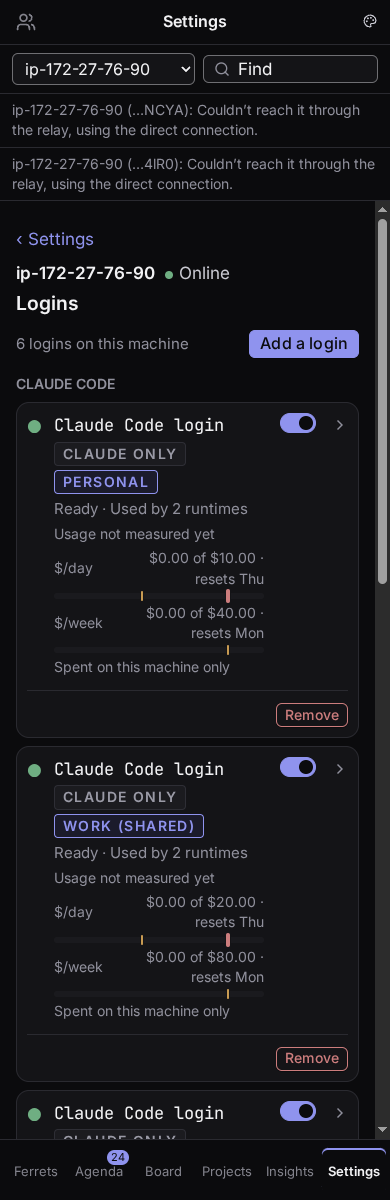 Settings
ip-172-27-76-90
Find
ip-172-27-76-90 (…NCYA): Couldn’t reach it through
the relay, using the direct connection.
ip-172-27-76-90 (…4lR0): Couldn’t reach it through the
relay, using the direct connection.
‹ Settings
ip-172-27-76-90 Online
Logins
6 logins on this machine
Add a login
CLAUDE CODE
Claude Code login
CLAUDE ONLY
PERSONAL
Ready · Used by 2 runtimes
Usage not measured yet
$/day
$0.00 of $10.00 ·
resets Thu
$/week
$0.00 of $40.00 ·
resets Mon
Spent on this machine only
Remove
Claude Code login
CLAUDE ONLY
WORK (SHARED)
Ready · Used by 2 runtimes
Usage not measured yet
$/day
$0.00 of $20.00 ·
resets Thu
$/week
$0.00 of $80.00 ·
resets Mon
Spent on this machine only
Remove
Claude Code login
CLAUDE ONLY
24
Ferrets
Agenda
Board
Projects
Insights
Settings